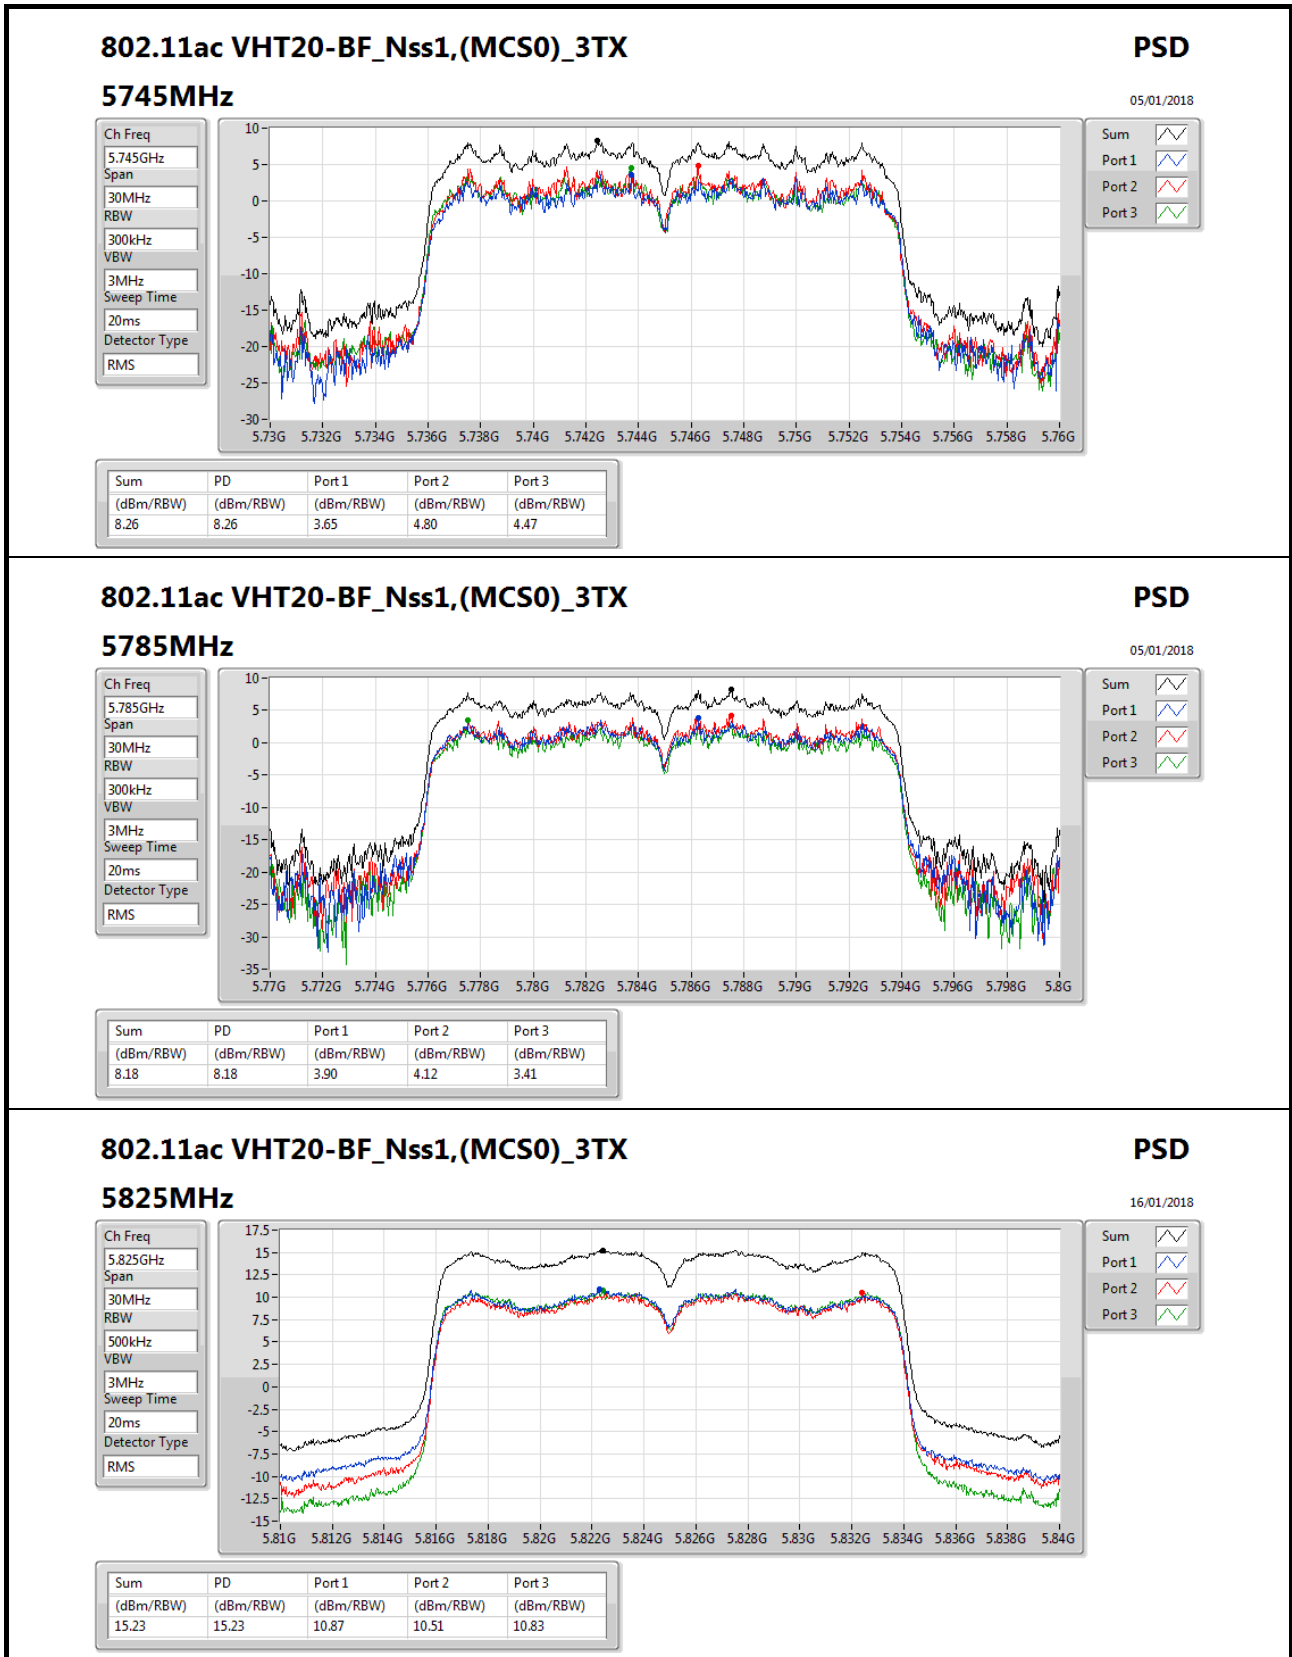 802.11ac VHT20-BF_Nss1,(MCS0)_3TX PSD
5745MHz 05/01/2018
Ch Freq
5.745GHz
Span
30MHz
RBW
300kHz
VBW
3MHz
Sweep Time
20ms
Detector Type
RMS
10
5
0
-5
-10
-15
-20
-25
-30
5.73G 5.732G 5.734G 5.736G 5.738G 5.74G 5.742G 5.744G 5.746G 5.748G 5.75G 5.752G 5.754G 5.756G 5.758G 5.76G
Sum
Port 1
Port 2
Port 3
Sum PD Port 1 Port 2 Port 3
(dBm/RBW) (dBm/RBW) (dBm/RBW) (dBm/RBW) (dBm/RBW)
8.26 8.26 3.65 4.80 4.47
802.11ac VHT20-BF_Nss1,(MCS0)_3TX PSD
5785MHz 05/01/2018
Ch Freq
5.785GHz
Span
30MHz
RBW
300kHz
VBW
3MHz
Sweep Time
20ms
Detector Type
RMS
10
5
0
-5
-10
-15
-20
-25
-30
-35
5.77G 5.772G 5.774G 5.776G 5.778G 5.78G 5.782G 5.784G 5.786G 5.788G 5.79G 5.792G 5.794G 5.796G 5.798G 5.8G
Sum
Port 1
Port 2
Port 3
Sum PD Port 1 Port 2 Port 3
(dBm/RBW) (dBm/RBW) (dBm/RBW) (dBm/RBW) (dBm/RBW)
8.18 8.18 3.90 4.12 3.41
802.11ac VHT20-BF_Nss1,(MCS0)_3TX PSD
5825MHz 16/01/2018
Ch Freq
5.825GHz
Span
30MHz
RBW
500kHz
VBW
3MHz
Sweep Time
20ms
Detector Type
RMS
17.5
15
12.5
10
7.5
5
2.5
0
-2.5
-5
-7.5
-10
-12.5
-15
5.81G 5.812G 5.814G 5.816G 5.818G 5.82G 5.822G 5.824G 5.826G 5.828G 5.83G 5.832G 5.834G 5.836G 5.838G 5.84G
Sum
Port 1
Port 2
Port 3
Sum PD Port 1 Port 2 Port 3
(dBm/RBW) (dBm/RBW) (dBm/RBW) (dBm/RBW) (dBm/RBW)
15.23 15.23 10.87 10.51 10.83